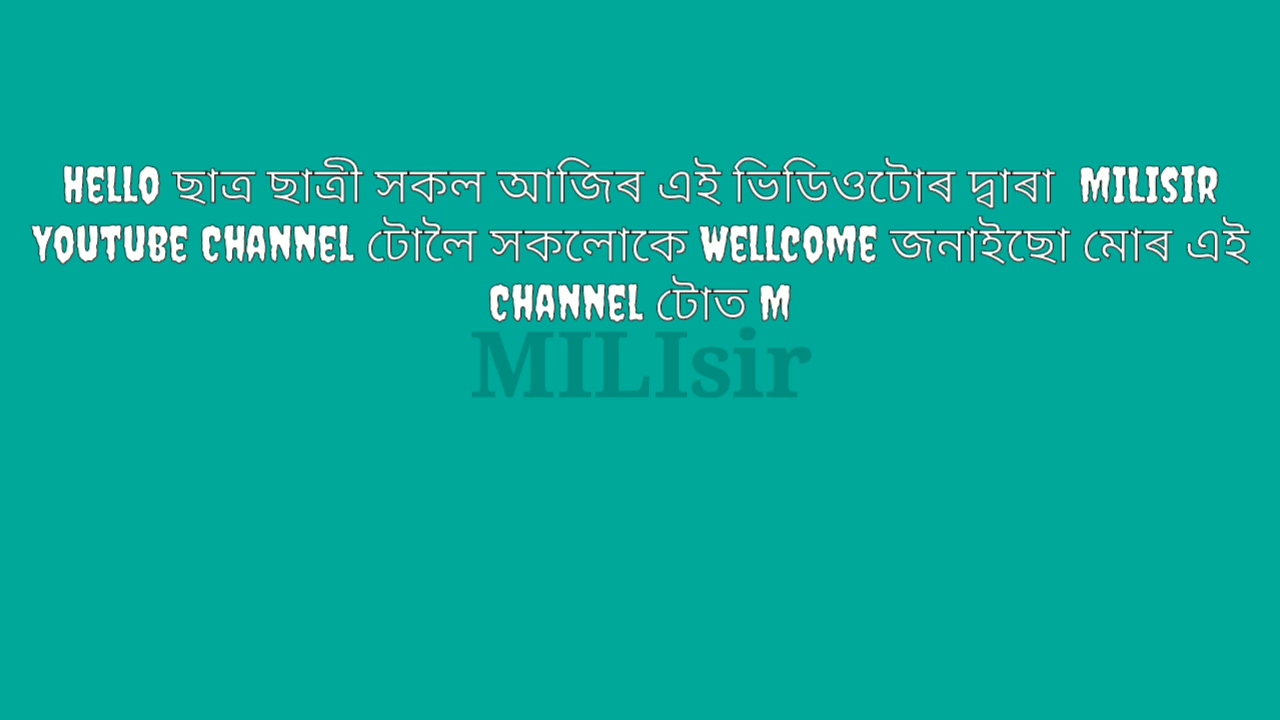 HELLO ছাত্ৰ ছাত্ৰী সকল আজিৰ এই ভিডিওটোৰ দ্বাৰা MILISIR
YOUTUBE CHANNEL টোলৈ সকলোকে WELLCOME জনাইছো মোৰ এই
CHANNEL টোত M
MILIsir